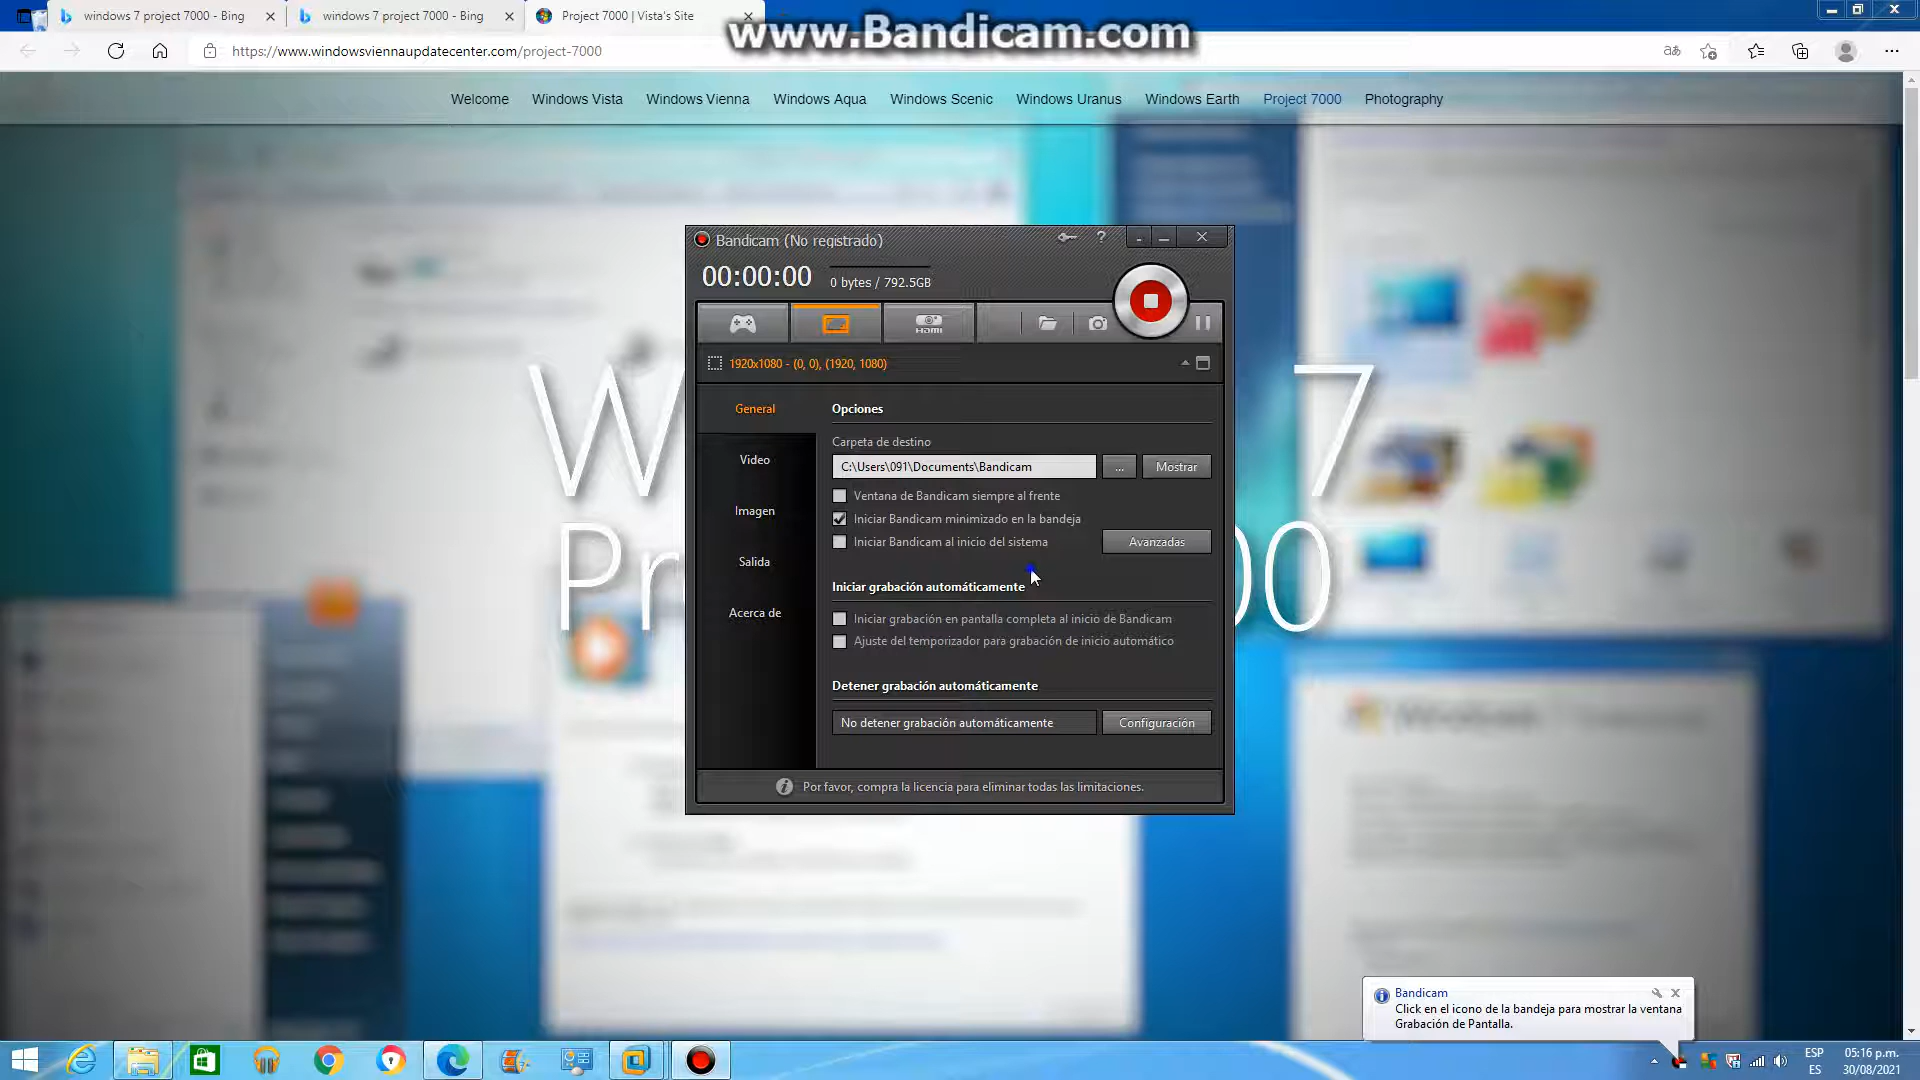 windows 7 project 7000 - Bing
windows 7 project 7000 - Bing
Project 7000 | Vista's Site
www.Bandicam.com
https://www.windowsviennaupdatecenter.com/project-7000
Welcome
Windows Vista
Windows Vienna
Windows Aqua
Windows Scenic
Windows Uranus
Windows Earth
Project 7000
Photography
Bandicam (No registrado)
00:00:00
0 bytes / 792.5GB
HDMI
1920x1080 - (0, 0), (1920, 1080)
General
Video
Imagen
Salida
Acerca de
Opciones
Carpeta de destino
C:\Users\091\Documents\Bandicam
...
Mostrar
Ventana de Bandicam siempre al frente
Iniciar Bandicam minimizado en la bandeja
Iniciar Bandicam al inicio del sistema
Avanzadas
Iniciar grabación automáticamente
Iniciar grabación en pantalla completa al inicio de Bandicam
Ajuste del temporizador para grabación de inicio automático
Detener grabación automáticamente
No detener grabación automáticamente
Configuración
Por favor, compra la licencia para eliminar todas las limitaciones.
W 7
Pr 00
Bandicam
Click en el icono de la bandeja para mostrar la ventana
Grabación de Pantalla.
ESP
ES
05:16 p.m.
30/08/2021